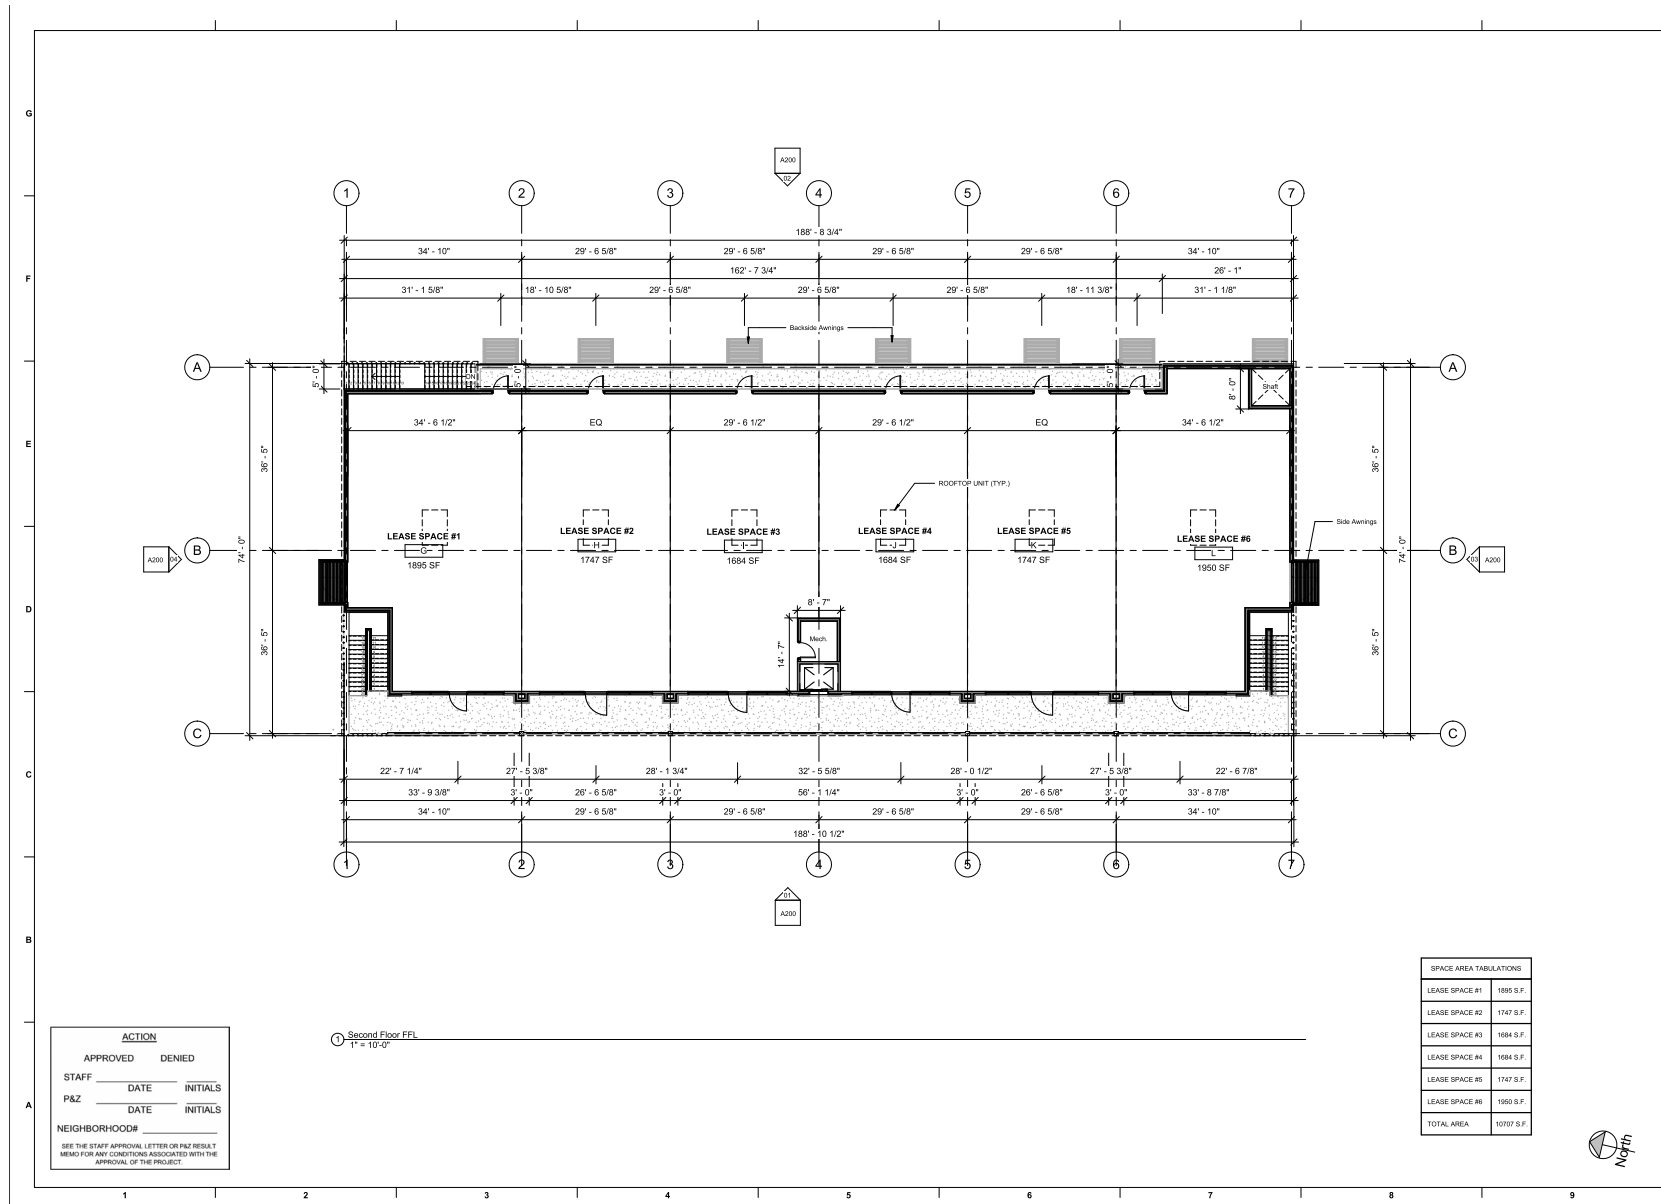 G
F
E
D
C
B
A
A200
02
1
2
3
4
5
6
7
188' - 8 3/4"
34' - 10"
29' - 6 5/8"
29' - 6 5/8"
29' - 6 5/8"
29' - 6 5/8"
34' - 10"
162' - 7 3/4"
26' - 1"
31' - 1 5/8"
18' - 10 5/8"
29' - 6 5/8"
29' - 6 5/8"
29' - 6 5/8"
18' - 11 3/8"
31' - 1 1/8"
Backside Awnings
A
A
5' - 0"
DN
5' - 0"
5' - 0"
8' - 0"
Shaft
34' - 6 1/2"
EQ
29' - 6 1/2"
29' - 6 1/2"
EQ
34' - 6 1/2"
36' - 5"
36' - 5"
ROOFTOP UNIT (TYP.)
Side Awnings
LEASE SPACE #1
G
1895 SF
LEASE SPACE #2
H
1747 SF
LEASE SPACE #3
I
1684 SF
LEASE SPACE #4
J
1684 SF
LEASE SPACE #5
K
1747 SF
LEASE SPACE #6
L
1950 SF
A200
04
B
74' - 0"
74' - 0"
B
03
A200
8' - 7"
14' - 7"
Mech.
36' - 5"
36' - 5"
C
C
22' - 7 1/4"
27' - 5 3/8"
28' - 1 3/4"
32' - 5 5/8"
28' - 0 1/2"
27' - 5 3/8"
22' - 6 7/8"
33' - 9 3/8"
3' - 0"
26' - 6 5/8"
3' - 0"
56' - 1 1/4"
3' - 0"
26' - 6 5/8"
3' - 0"
33' - 8 7/8"
34' - 10"
29' - 6 5/8"
29' - 6 5/8"
29' - 6 5/8"
29' - 6 5/8"
34' - 10"
188' - 10 1/2"
1
2
3
4
5
6
7
01
A200
SPACE AREA TABULATIONS
LEASE SPACE #1 1895 S.F.
LEASE SPACE #2 1747 S.F.
LEASE SPACE #3 1684 S.F.
LEASE SPACE #4 1684 S.F.
LEASE SPACE #5 1747 S.F.
LEASE SPACE #6 1950 S.F.
TOTAL AREA 10707 S.F.
1 Second Floor FFL
1" = 10'-0"
ACTION
APPROVED DENIED
STAFF
DATE INITIALS
P&Z
DATE INITIALS
NEIGHBORHOOD#
SEE THE STAFF APPROVAL LETTER OR P&Z RESULT
MEMO FOR ANY CONDITIONS ASSOCIATED WITH THE
APPROVAL OF THE PROJECT.
North
1
2
3
4
5
6
7
8
9